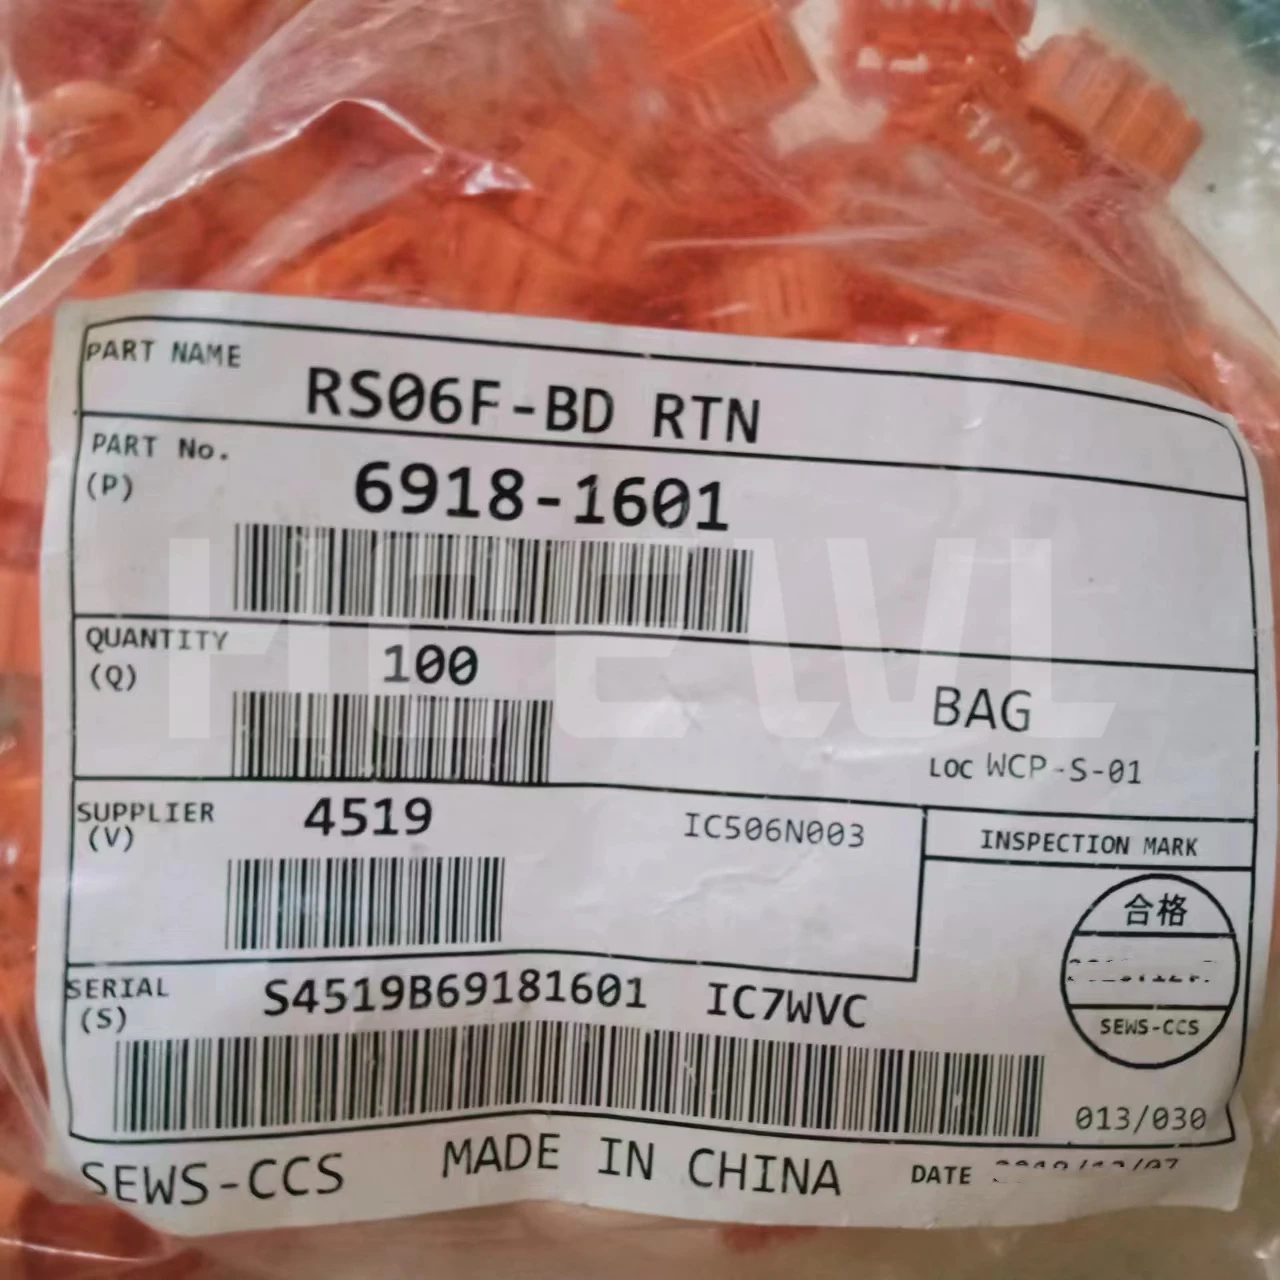 PART NAME
RS06F-BD RTN
PART No.
(P)
6918-1601
QUANTITY
(Q)
100
BAG
LOC WCP-S-01
SUPPLIER
(V)
4519
IC506N003
INSPECTION MARK
合格
SEWS-CCS
SERIAL
(S)
S4519B69181601 IC7WVC
013/030
SEWS-CCS
MADE IN CHINA
DATE